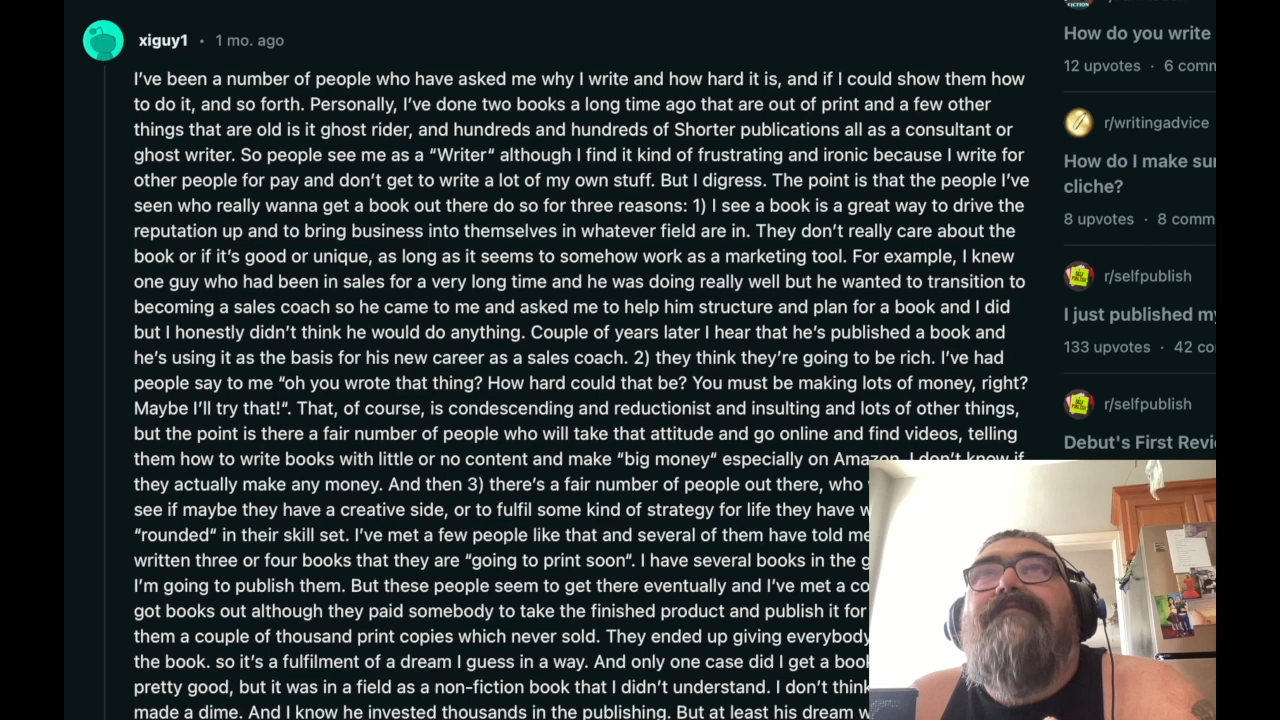 xiguy1 · 1 mo. ago
I've been a number of people who have asked me why I write and how hard it is, and if I could show them how
to do it, and so forth. Personally, I've done two books a long time ago that are out of print and a few other
things that are old is it ghost rider, and hundreds and hundreds of Shorter publications all as a consultant or
ghost writer. So people see me as a “Writer“ although I find it kind of frustrating and ironic because I write for
other people for pay and don't get to write a lot of my own stuff. But I digress. The point is that the people I've
seen who really wanna get a book out there do so for three reasons: 1) I see a book is a great way to drive the
reputation up and to bring business into themselves in whatever field are in. They don't really care about the
book or if it's good or unique, as long as it seems to somehow work as a marketing tool. For example, I knew
one guy who had been in sales for a very long time and he was doing really well but he wanted to transition to
becoming a sales coach so he came to me and asked me to help him structure and plan for a book and I did
but I honestly didn't think he would do anything. Couple of years later I hear that he's published a book and
he's using it as the basis for his new career as a sales coach. 2) they think they're going to be rich. I've had
people say to me “oh you wrote that thing? How hard could that be? You must be making lots of money, right?
Maybe I'll try that!“. That, of course, is condescending and reductionist and insulting and lots of other things,
but the point is there a fair number of people who will take that attitude and go online and find videos, telling
them how to write books with little or no content and make “big money“ especially on Amazon. I don't know if
they actually make any money. And then 3) there's a fair number of people out there, who
see if maybe they have a creative side, or to fulfil some kind of strategy for life they have
“rounded“ in their skill set. I've met a few people like that and several of them have told me
written three or four books that they are “going to print soon“. I have several books in the
I'm going to publish them. But these people seem to get there eventually and I've met a
got books out although they paid somebody to take the finished product and publish it for
them a couple of thousand print copies which never sold. They ended up giving everybody
the book. so it's a fulfilment of a dream I guess in a way. And only one case did I get a
pretty good, but it was in a field as a non-fiction book that I didn't understand. I don't think
made a dime. And I know he invested thousands in the publishing. But at least his dream
FICTION
How do you write
12 upvotes · 6 comm
r/writingadvice
How do I make sur
cliche?
8 upvotes · 8 comm
r/selfpublish
I just published my
133 upvotes · 42 co
r/selfpublish
Debut's First Revi